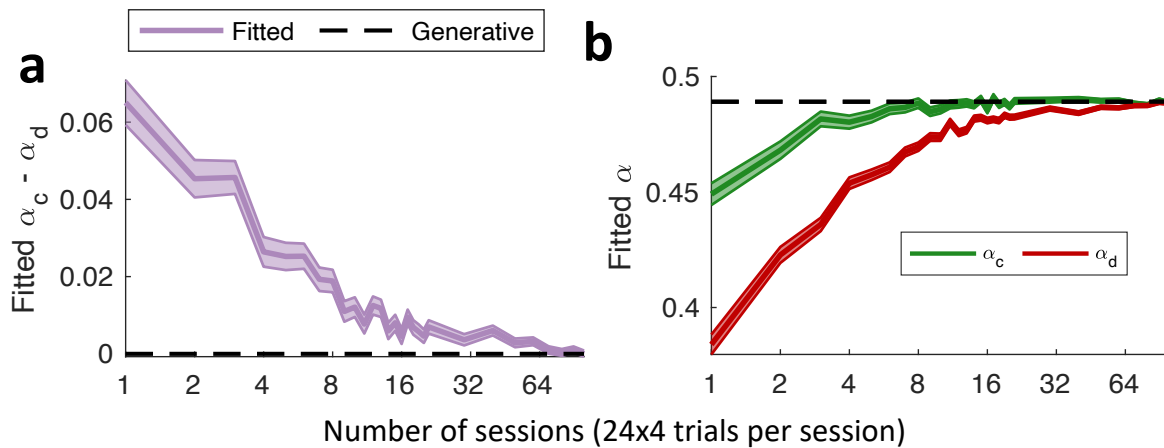 Fitted Generative
a
b
Fitted α_c - α_d
0.06
0.04
0.02
0
1 2 4 8 16 32 64
Fitted α
0.5
0.45
0.4
α_c α_d
1 2 4 8 16 32 64
Number of sessions (24x4 trials per session)